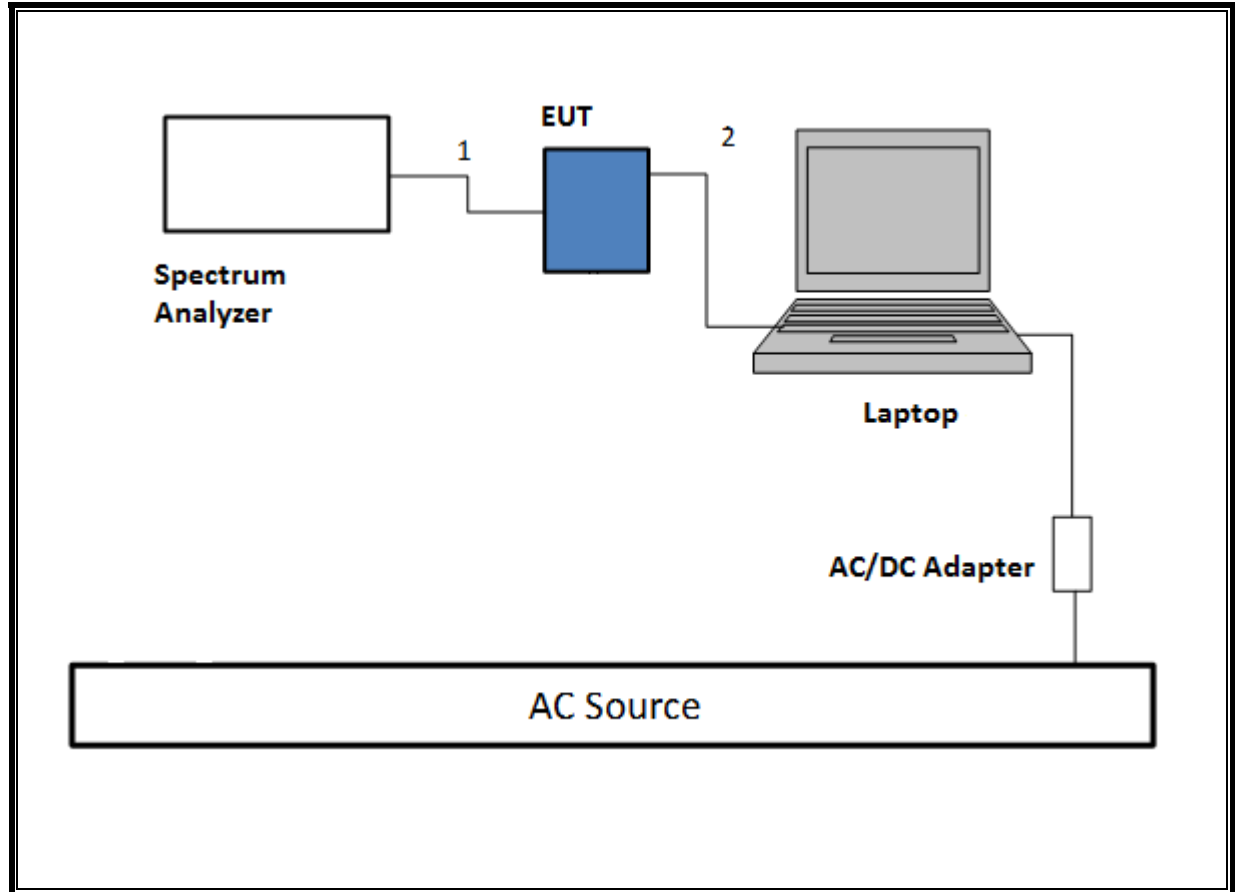 EUT
1
2
Spectrum
Analyzer
Laptop
AC/DC Adapter
AC Source